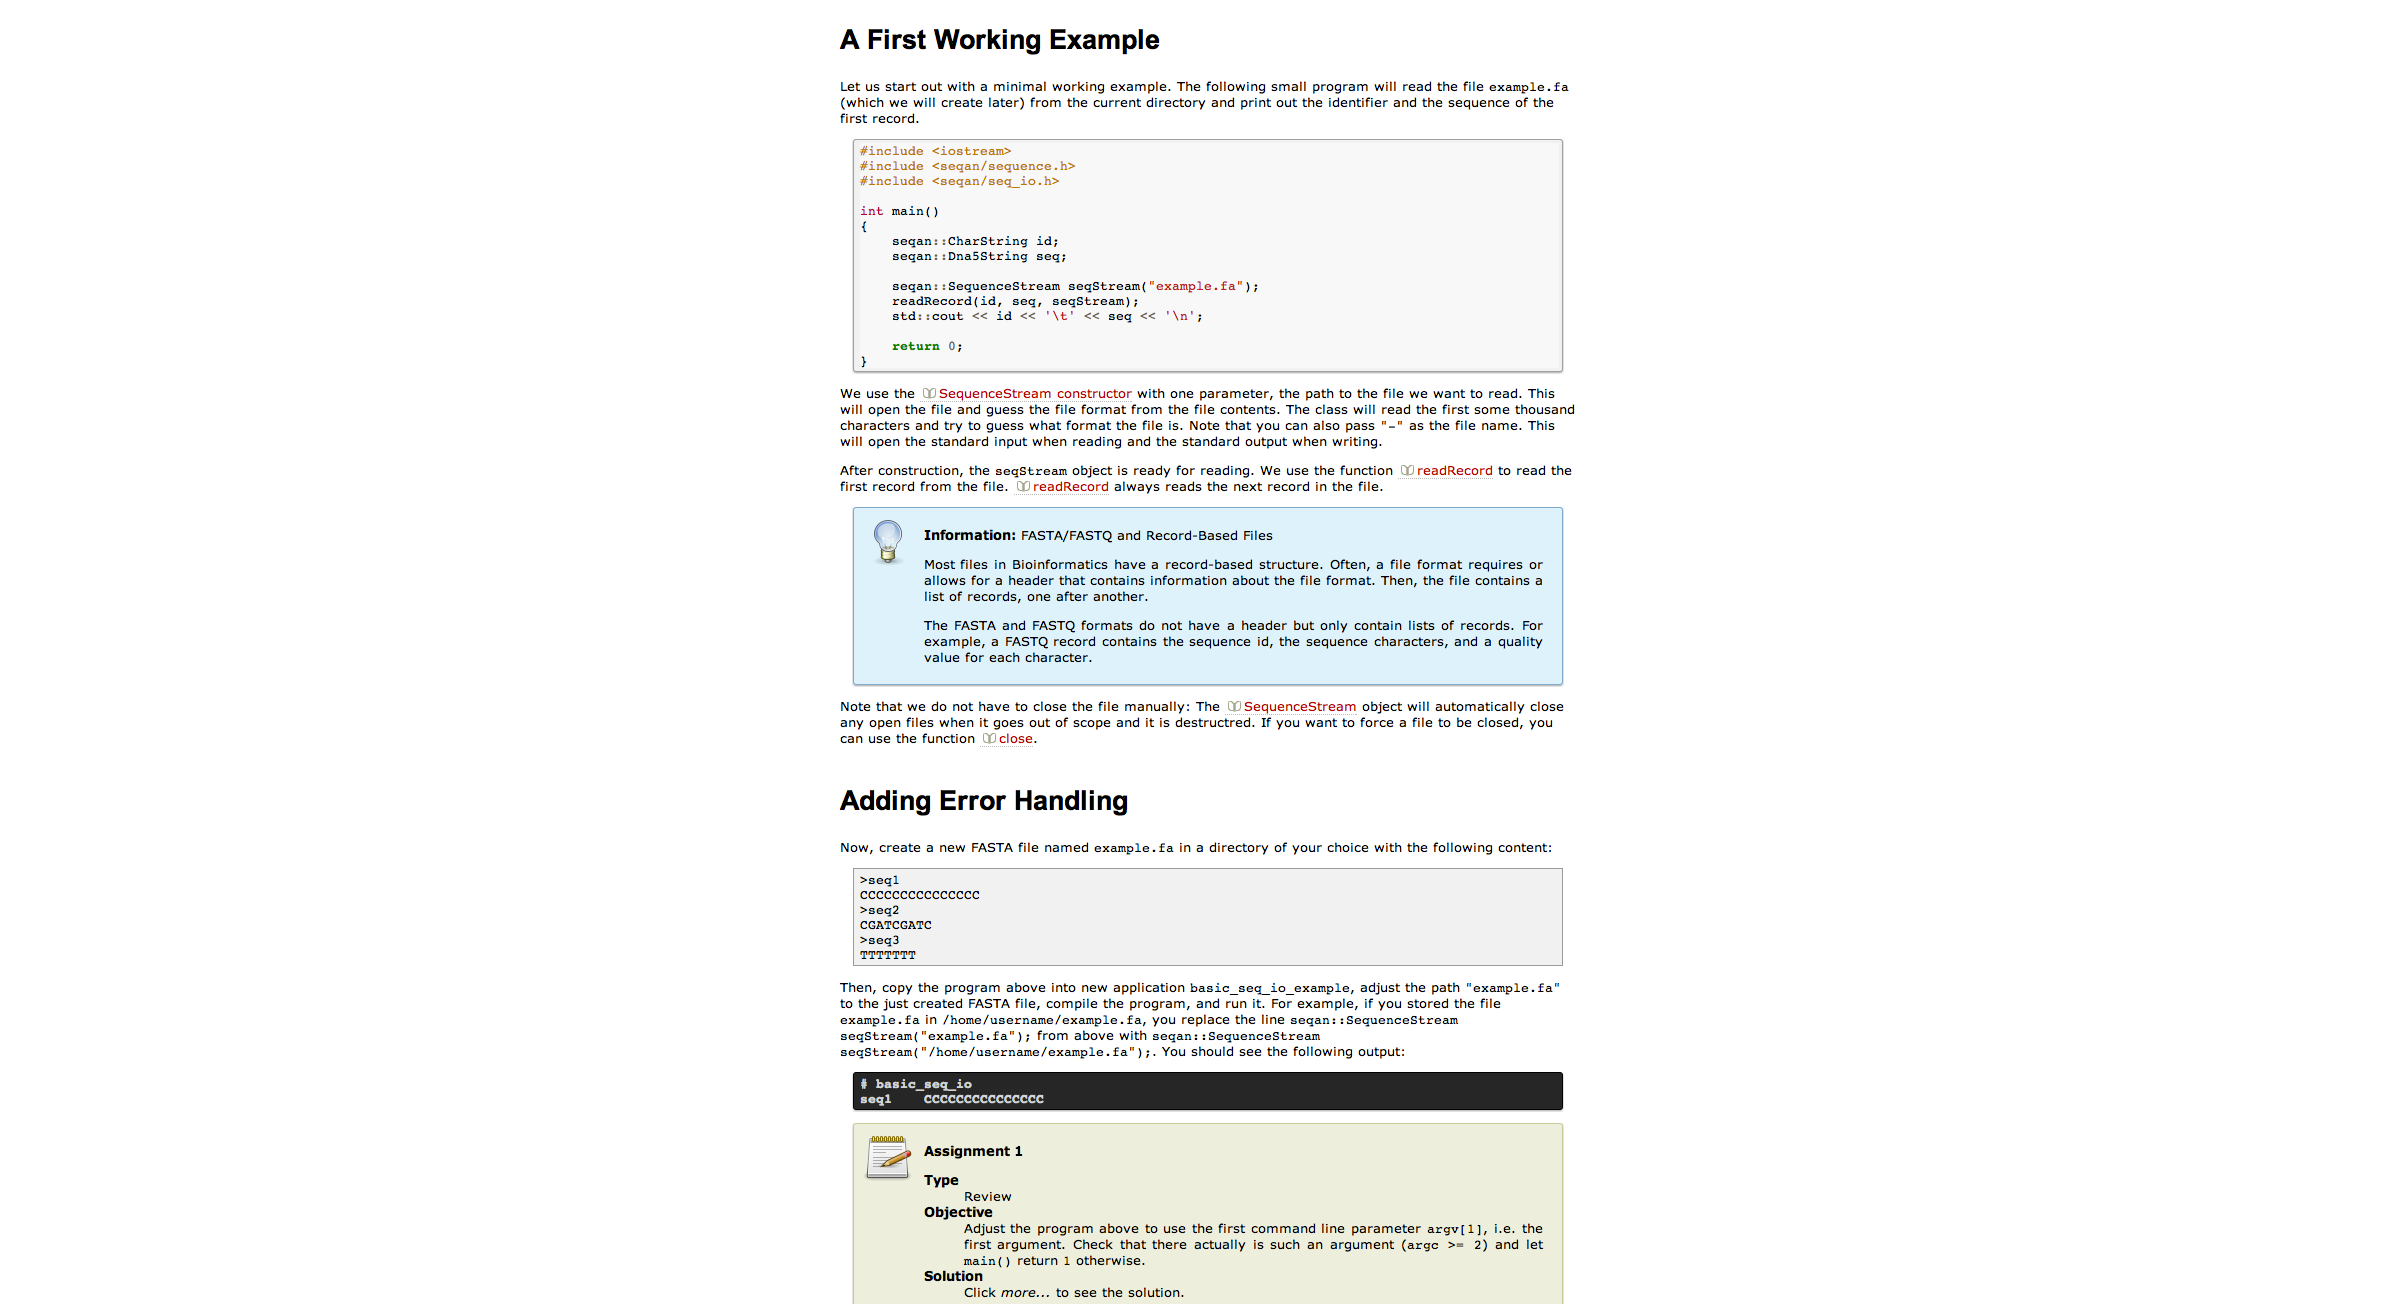 A First Working Example
Let us start out with a minimal working example. The following small program will read the file example.fa
(which we will create later) from the current directory and print out the identifier and the sequence of the
first record.
#include <iostream>
#include <seqan/sequence.h>
#include <seqan/seq_io.h>
int main()
{
    seqan::CharString id;
    seqan::Dna5String seq;
    seqan::SequenceStream seqStream("example.fa");
    readRecord(id, seq, seqStream);
    std::cout << id << '\t' << seq << '\n';
    return 0;
}
We use the SequenceStream constructor with one parameter, the path to the file we want to read. This
will open the file and guess the file format from the file contents. The class will read the first some thousand
characters and try to guess what format the file is. Note that you can also pass "-" as the file name. This
will open the standard input when reading and the standard output when writing.
After construction, the seqStream object is ready for reading. We use the function readRecord to read the
first record from the file. readRecord always reads the next record in the file.
Information: FASTA/FASTQ and Record-Based Files
Most files in Bioinformatics have a record-based structure. Often, a file format requires or
allows for a header that contains information about the file format. Then, the file contains a
list of records, one after another.
The FASTA and FASTQ formats do not have a header but only contain lists of records. For
example, a FASTQ record contains the sequence id, the sequence characters, and a quality
value for each character.
Note that we do not have to close the file manually: The SequenceStream object will automatically close
any open files when it goes out of scope and it is destructred. If you want to force a file to be closed, you
can use the function close.
Adding Error Handling
Now, create a new FASTA file named example.fa in a directory of your choice with the following content:
>seq1
CCCCCCCCCCCCCCC
>seq2
CGATCGATC
>seq3
TTTTTTT
Then, copy the program above into new application basic_seq_io_example, adjust the path "example.fa"
to the just created FASTA file, compile the program, and run it. For example, if you stored the file
example.fa in /home/username/example.fa, you replace the line seqan::SequenceStream
seqStream("example.fa"); from above with seqan::SequenceStream
seqStream("/home/username/example.fa");. You should see the following output:
# basic_seq_io
seq1    CCCCCCCCCCCCCCC
Assignment 1
Type
Review
Objective
Adjust the program above to use the first command line parameter argv[1], i.e. the
first argument. Check that there actually is such an argument (argc >= 2) and let
main() return 1 otherwise.
Solution
Click more... to see the solution.